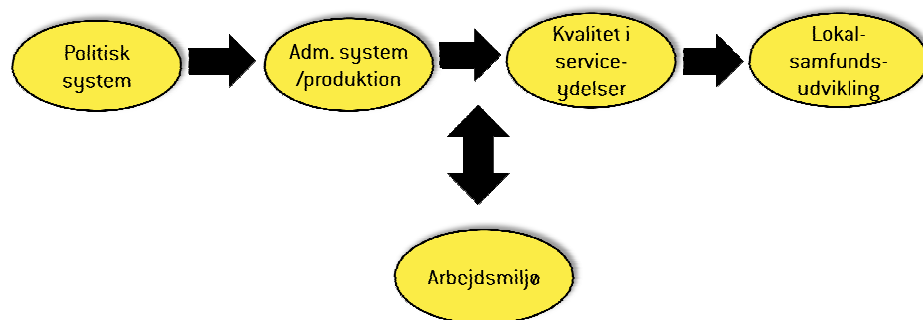 Politisk
system
Adm. system
/produktion
Kvalitet i
service-
ydelser
Lokal-
samfunds-
udvikling
Arbejdsmiljø